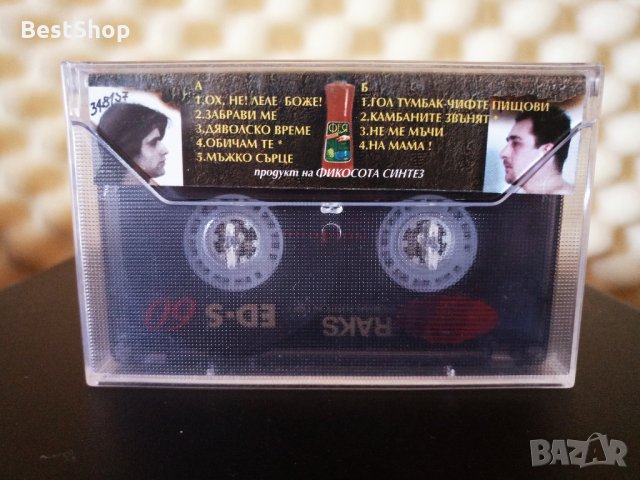 BestShop
348157
А
1.ОХ, НЕ! ЛЕЛЕ БОЖЕ!
2.ЗАБРАВИ МЕ
3.ДЯВОЛСКО ВРЕМЕ
4.ОБИЧАМ ТЕ *
5.МЪЖКО СЪРЦЕ
ФЕЯ
Б
1.ГОЛ ТУМБАК-ЧИФТЕ ПИЩОВИ
2.КАМБАНИТЕ ЗВЪНЯТ *
3.НЕ МЕ МЪЧИ
4.НА МАМА !
продукт на ФИКОСОТА СИНТЕЗ
RAKS ED-S 60
BAZAR